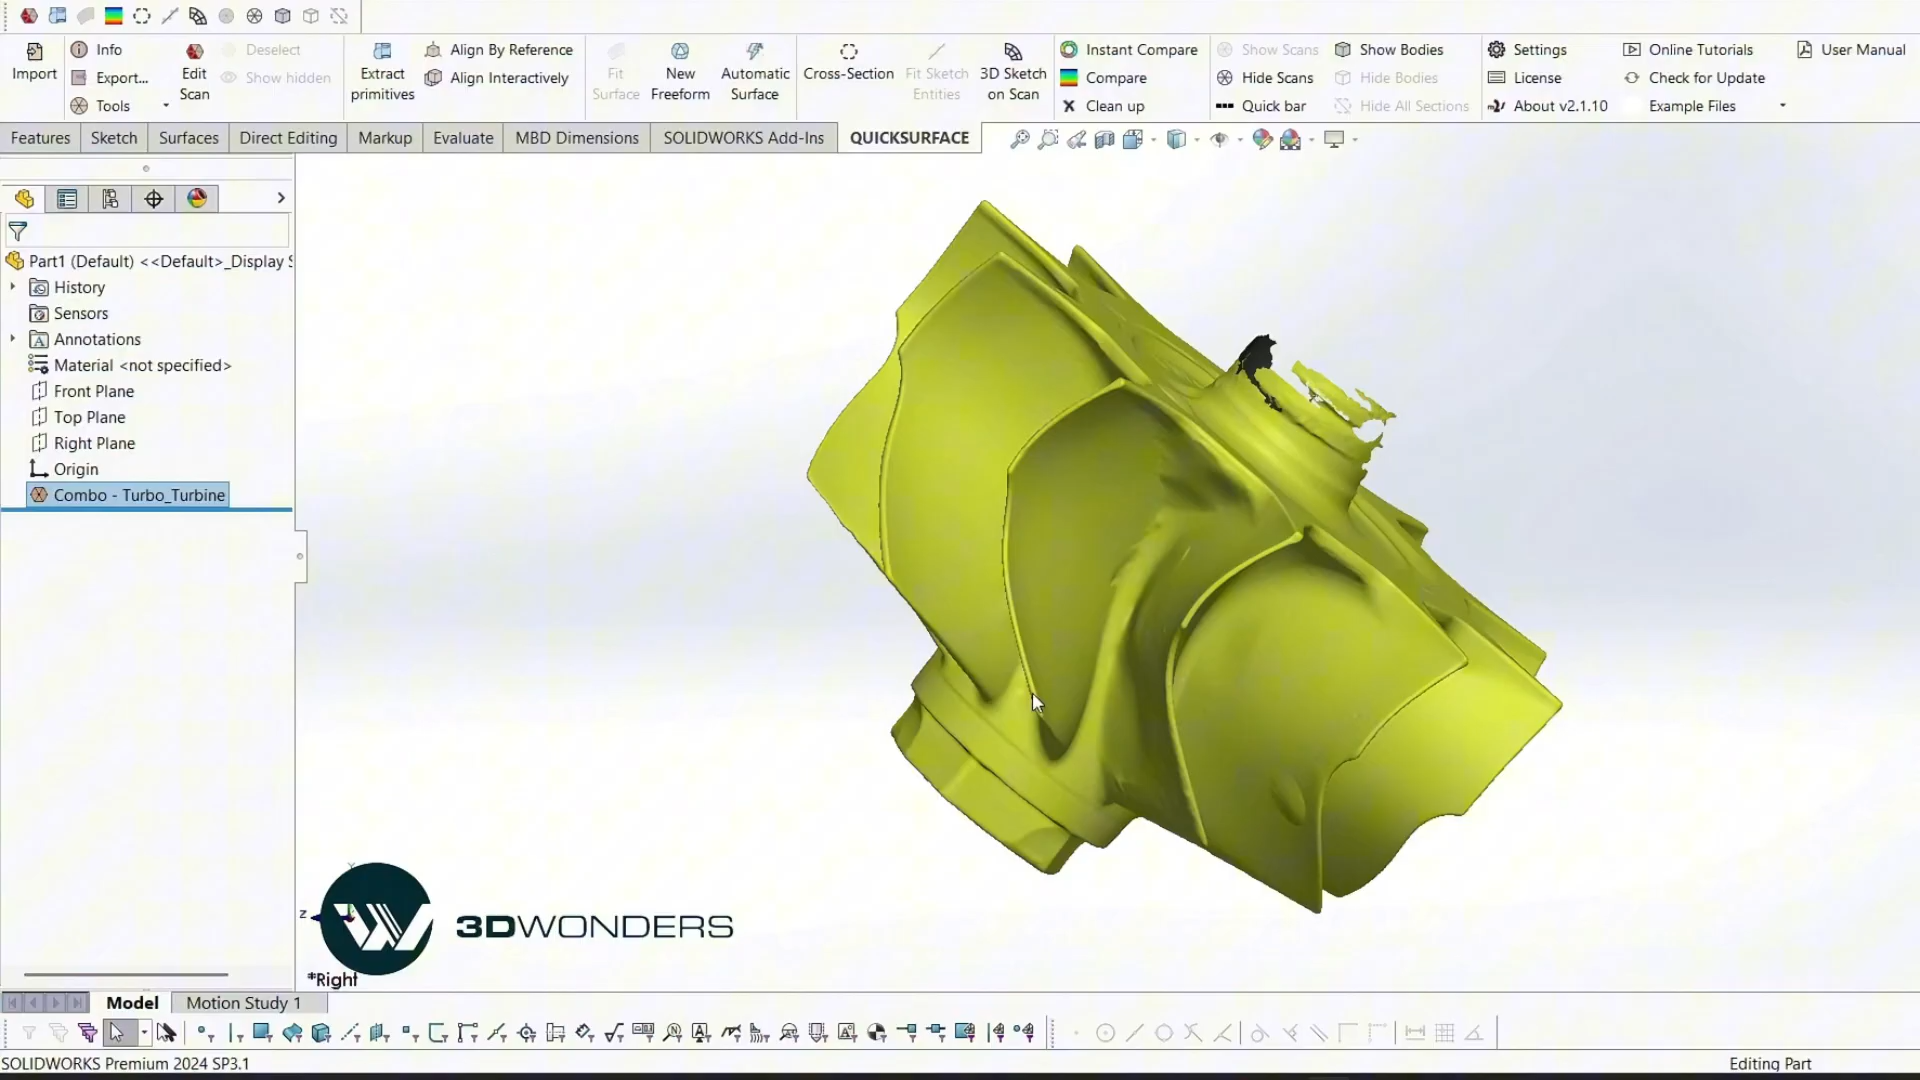 Import
Info
Export...
Tools
Edit
Scan
Deselect
Show hidden
Extract
primitives
Align By Reference
Align Interactively
Fit
Surface
New
Freeform
Automatic
Surface
Cross-Section
Fit Sketch
Entities
3D Sketch
on Scan
Instant Compare
Compare
Clean up
Show Scans
Hide Scans
Quick bar
Show Bodies
Hide Bodies
Hide All Sections
Settings
License
About v2.1.10
Online Tutorials
Check for Update
Example Files
User Manual
Features
Sketch
Surfaces
Direct Editing
Markup
Evaluate
MBD Dimensions
SOLIDWORKS Add-Ins
QUICKSURFACE
Part1 (Default) <<Default>_Display S
History
Sensors
Annotations
Material <not specified>
Front Plane
Top Plane
Right Plane
Origin
Combo - Turbo_Turbine
Z
3DWONDERS
*Right
Model
Motion Study 1
SOLIDWORKS Premium 2024 SP3.1
Editing Part